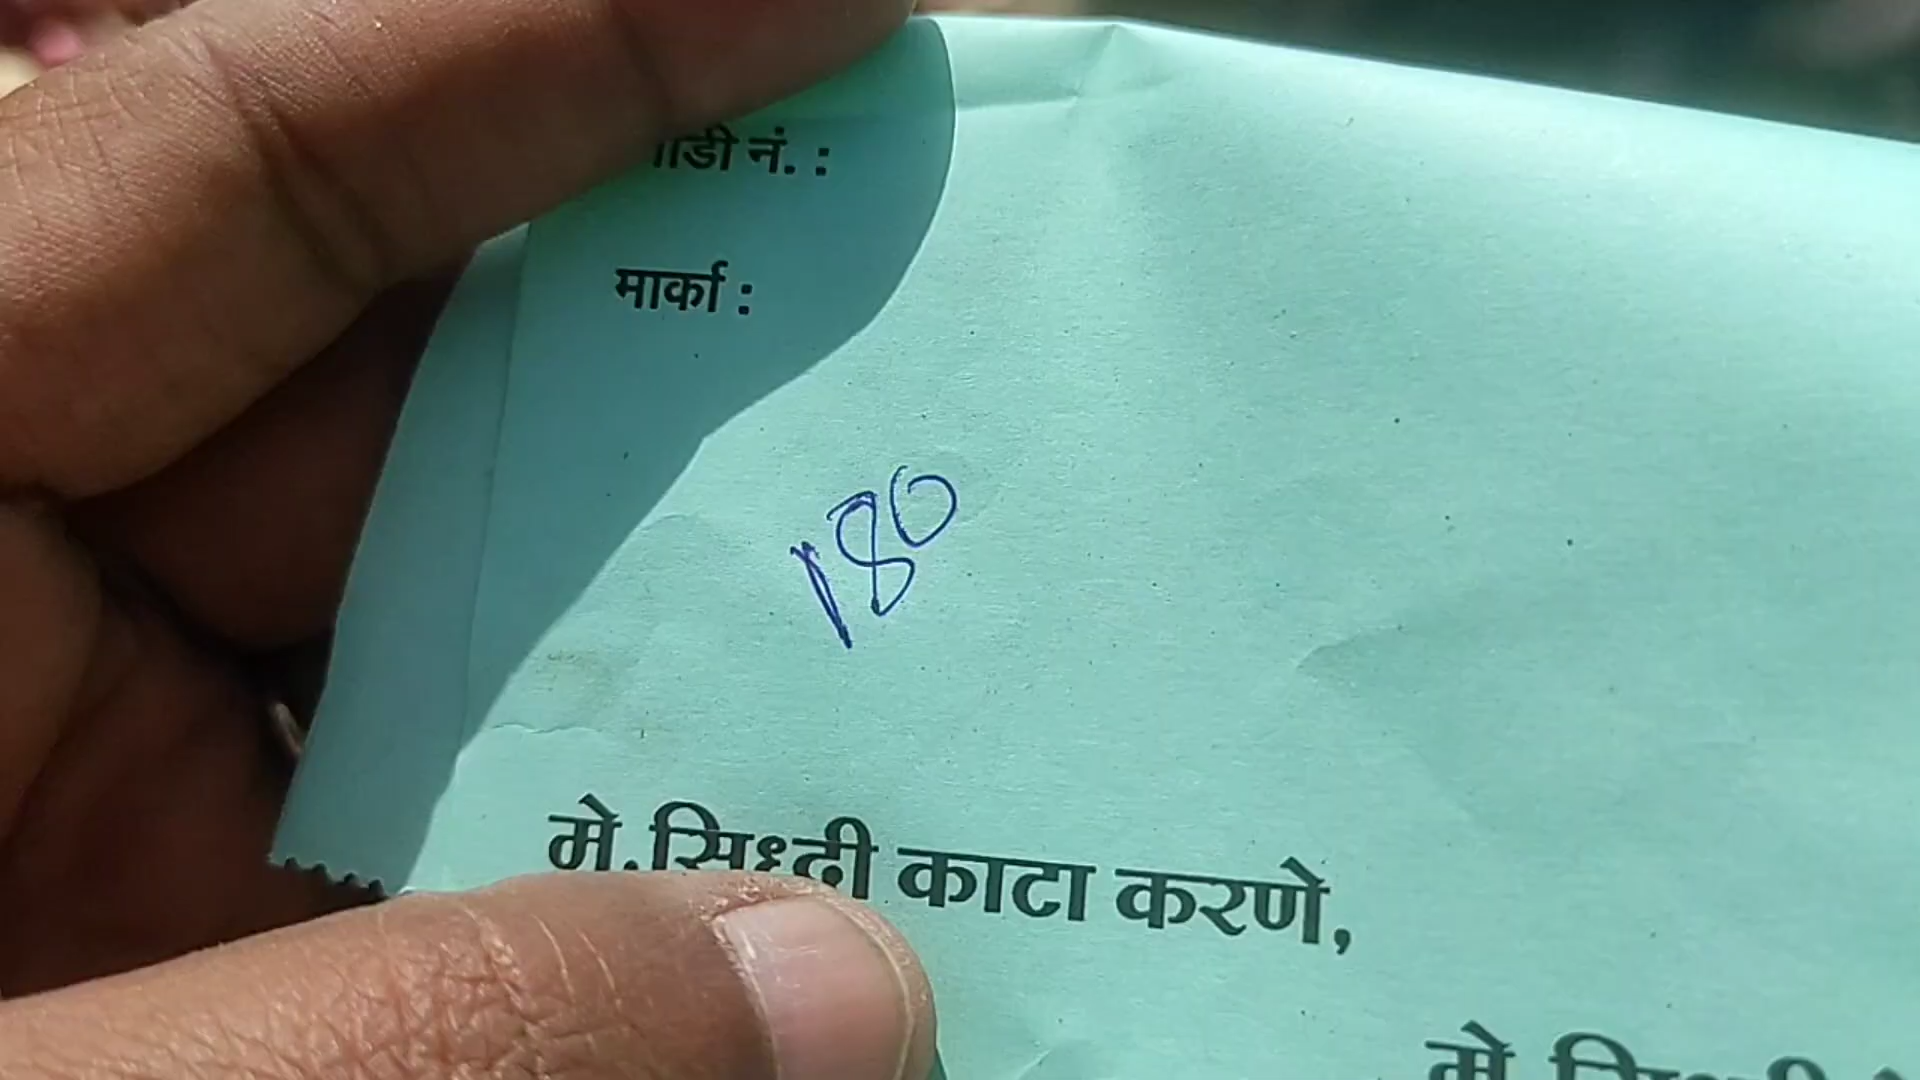 नं. :
मार्का :
180
मे. सिध्दी काटा करणे,
मे.